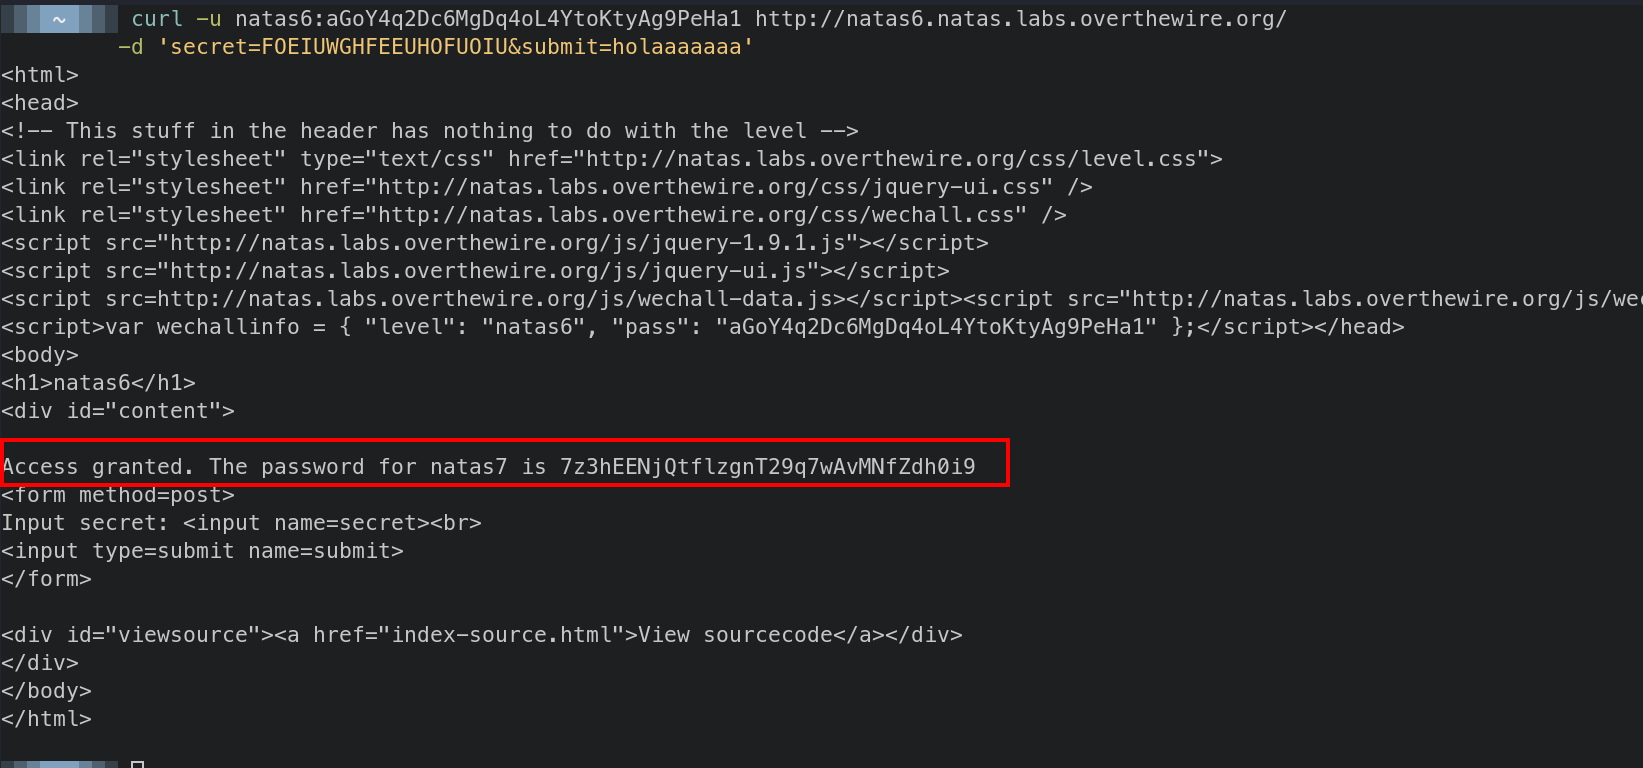 ~ curl -u natas6:aGoY4q2Dc6MgDq4oL4YtoKtyAg9PeHa1 http://natas6.natas.labs.overthewire.org/
-d 'secret=FOEIUWGHFEEUHOFUOIU&submit=holaaaaaaa'
<html>
<head>
<!-- This stuff in the header has nothing to do with the level -->
<link rel="stylesheet" type="text/css" href="http://natas.labs.overthewire.org/css/level.css">
<link rel="stylesheet" href="http://natas.labs.overthewire.org/css/jquery-ui.css" />
<link rel="stylesheet" href="http://natas.labs.overthewire.org/css/wechall.css" />
<script src="http://natas.labs.overthewire.org/js/jquery-1.9.1.js"></script>
<script src="http://natas.labs.overthewire.org/js/jquery-ui.js"></script>
<script src=http://natas.labs.overthewire.org/js/wechall-data.js></script><script src="http://natas.labs.overthewire.org/js/wec
<script>var wechallinfo = { "level": "natas6", "pass": "aGoY4q2Dc6MgDq4oL4YtoKtyAg9PeHa1" };</script></head>
<body>
<h1>natas6</h1>
<div id="content">
Access granted. The password for natas7 is 7z3hEENjQtflzgnT29q7wAvMNfZdh0i9
<form method=post>
Input secret: <input name=secret><br>
<input type=submit name=submit>
</form>
<div id="viewsource"><a href="index-source.html">View sourcecode</a></div>
</div>
</body>
</html>